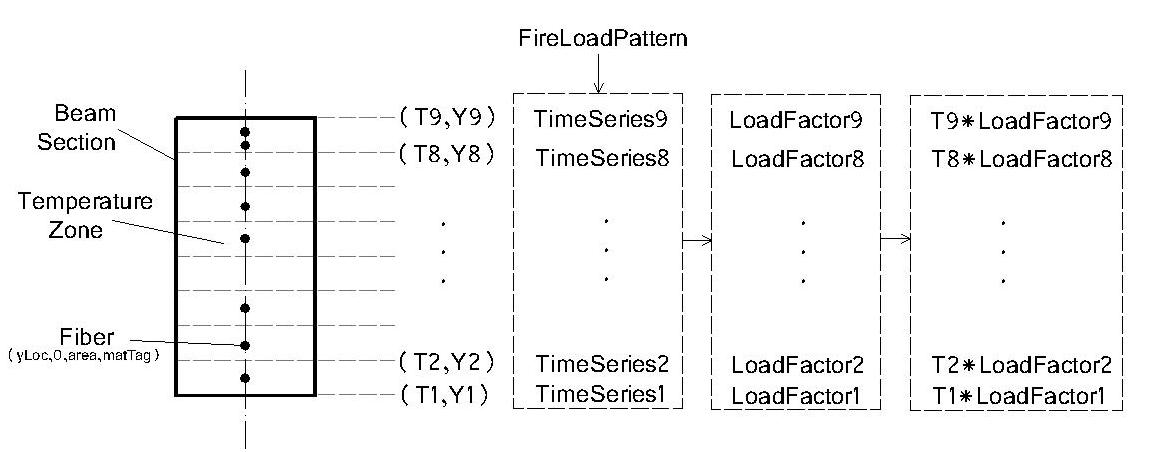 FireLoadPattern
Beam
Section
(T9,Y9) TimeSeries9 LoadFactor9 T9*LoadFactor9
(T8,Y8) TimeSeries8 LoadFactor8 T8*LoadFactor8
Temperature
Zone
Fiber
(yLoc,0,area,matTag)
(T2,Y2) TimeSeries2 LoadFactor2 T2*LoadFactor2
(T1,Y1) TimeSeries1 LoadFactor1 T1*LoadFactor1